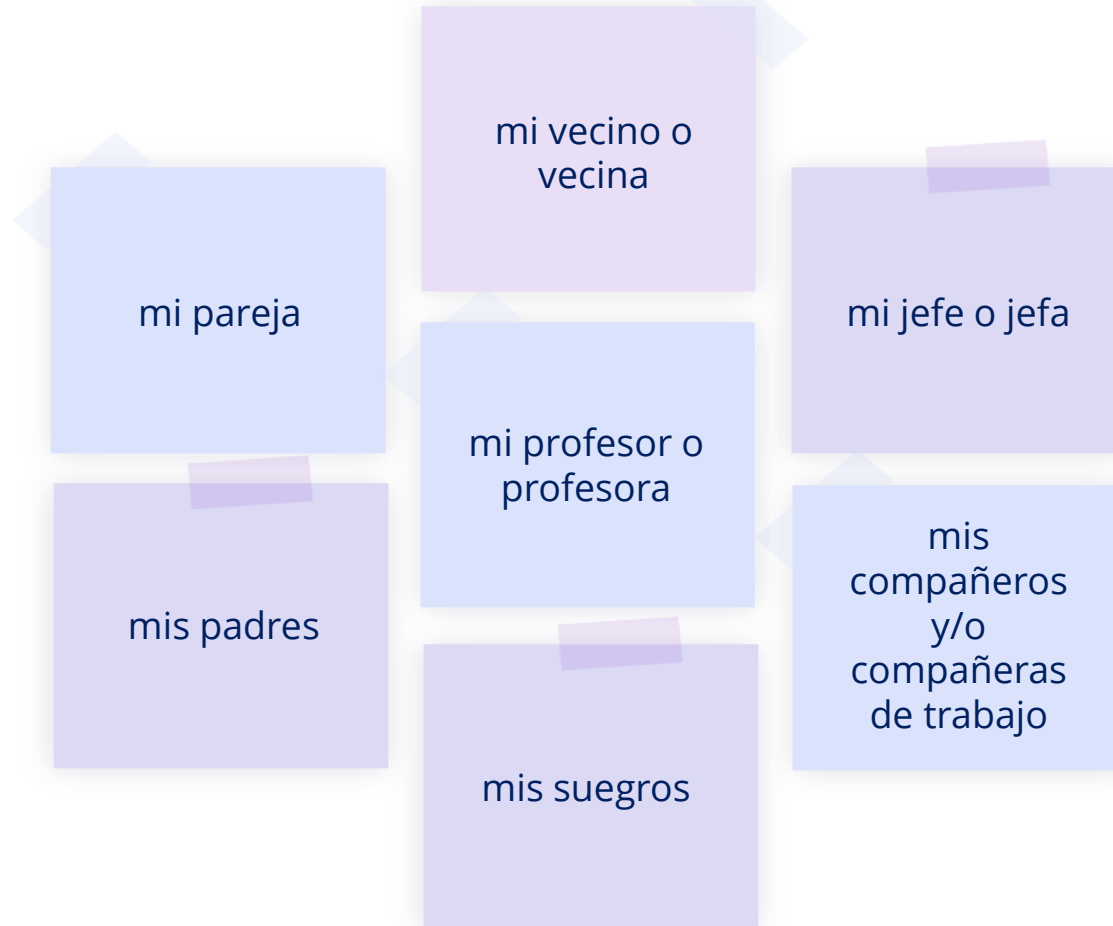 mi vecino o
vecina
mi pareja
mi jefe o jefa
mi profesor o
profesora
mis padres
mis
compañeros
y/o
compañeras
de trabajo
mis suegros